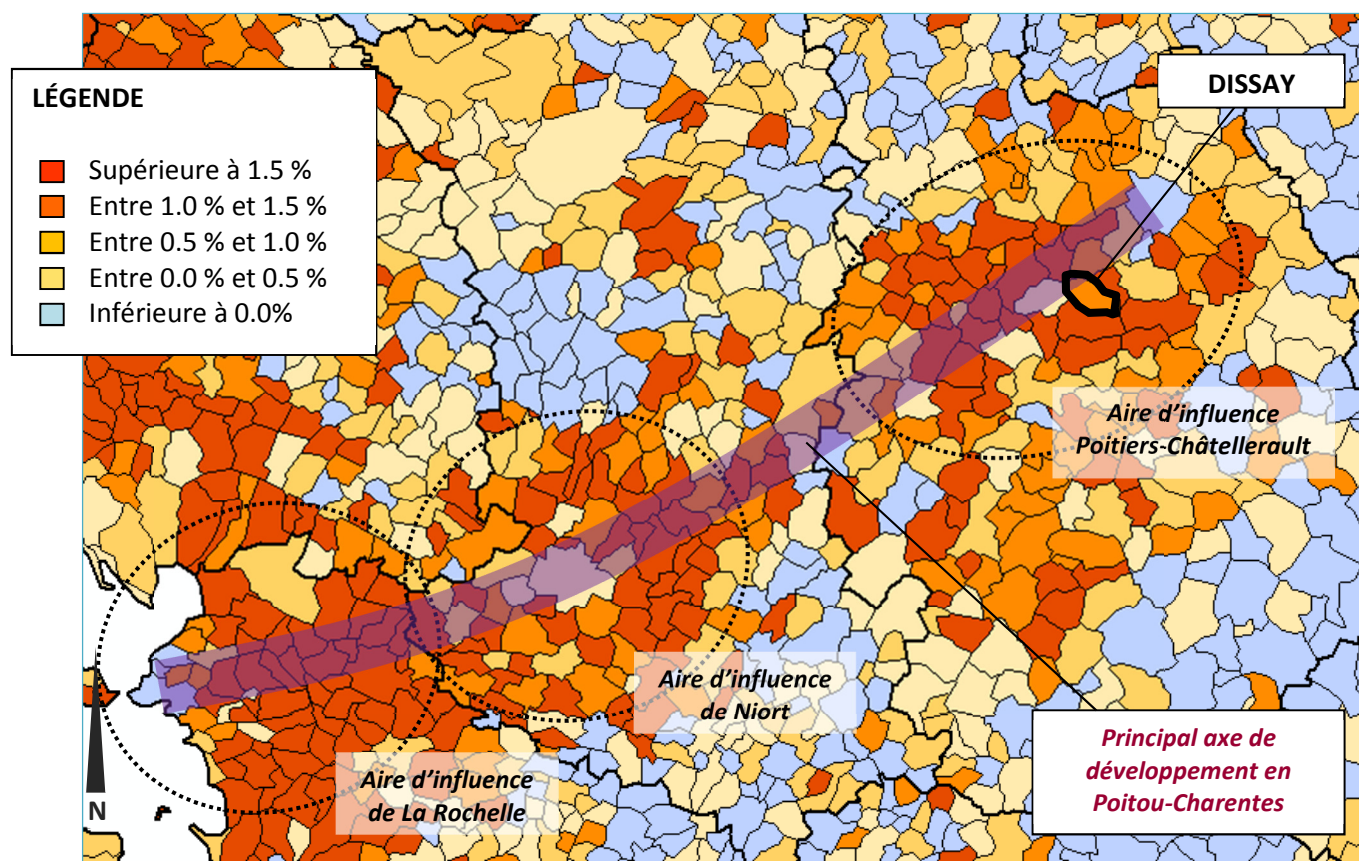 LÉGENDE
Supérieure à 1.5 %
Entre 1.0 % et 1.5 %
Entre 0.5 % et 1.0 %
Entre 0.0 % et 0.5 %
Inférieure à 0.0%
DISSAY
Aire d’influence
Poitiers-Châtellerault
Aire d’influence
de Niort
Aire d’influence
de La Rochelle
Principal axe de
développement en
Poitou-Charentes
N